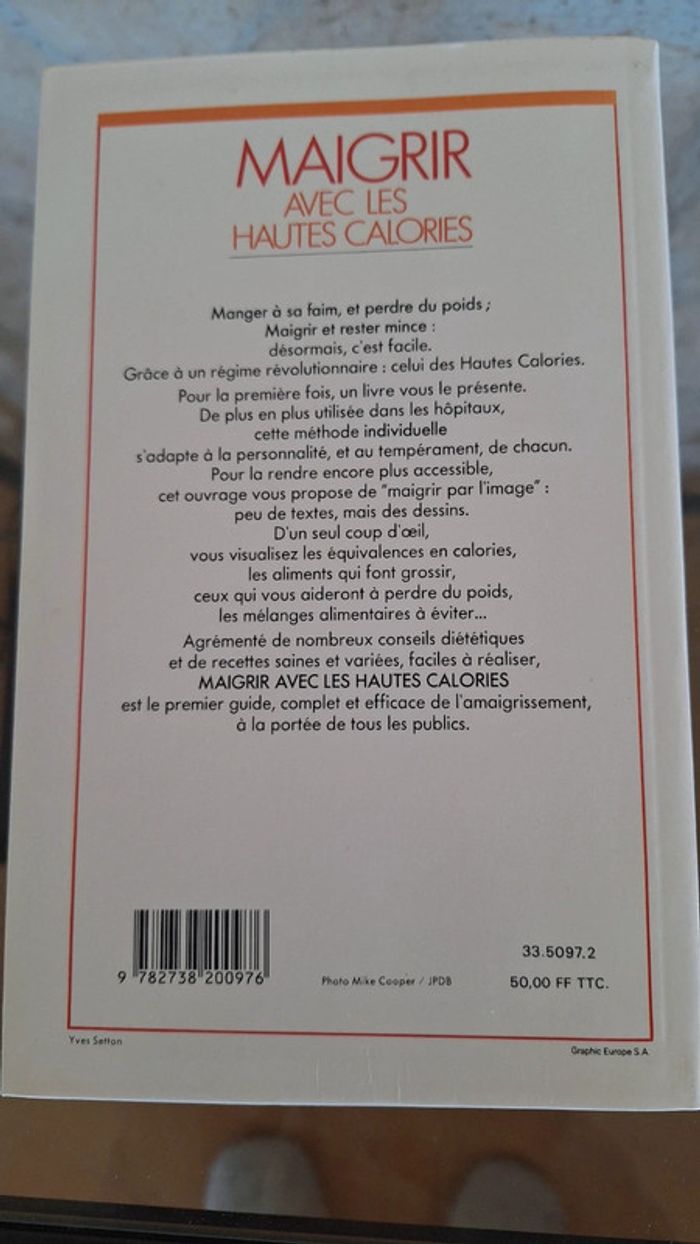 MAIGRIR
AVEC LES
HAUTES CALORIES
Manger à sa faim, et perdre du poids ;
Maigrir et rester mince :
désormais, c'est facile.
Grâce à un régime révolutionnaire : celui des Hautes Calories.
Pour la première fois, un livre vous le présente.
De plus en plus utilisée dans les hôpitaux,
cette méthode individuelle
s'adapte à la personnalité, et au tempérament, de chacun.
Pour la rendre encore plus accessible,
cet ouvrage vous propose de "maigrir par l'image" :
peu de textes, mais des dessins.
D'un seul coup d'œil,
vous visualisez les équivalences en calories,
les aliments qui font grossir,
ceux qui vous aideront à perdre du poids,
les mélanges alimentaires à éviter...
Agrémenté de nombreux conseils diététiques
et de recettes saines et variées, faciles à réaliser,
MAIGRIR AVEC LES HAUTES CALORIES
est le premier guide, complet et efficace de l'amaigrissement,
à la portée de tous les publics.
33.5097.2
9 782738 200976
Photo Mike Cooper / JPDB
50,00 FF TTC.
Yves Setton
Graphic Europe S.A.